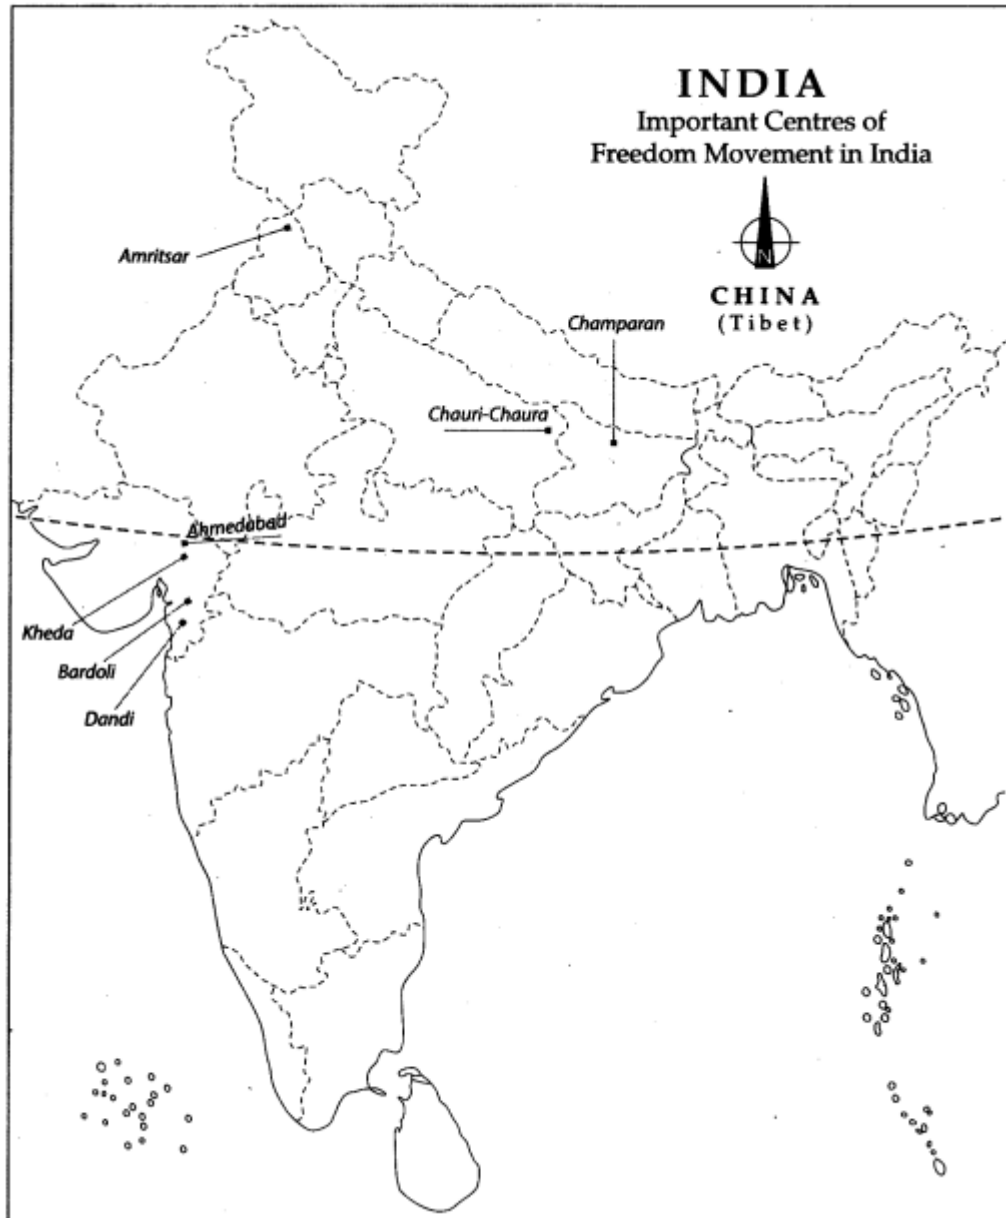 INDIA
Important Centres of
Freedom Movement in India
N
CHINA
(Tibet)
Amritsar
Champaran
Chauri-Chaura
Ahmedabad
Kheda
Bardoli
Dandi